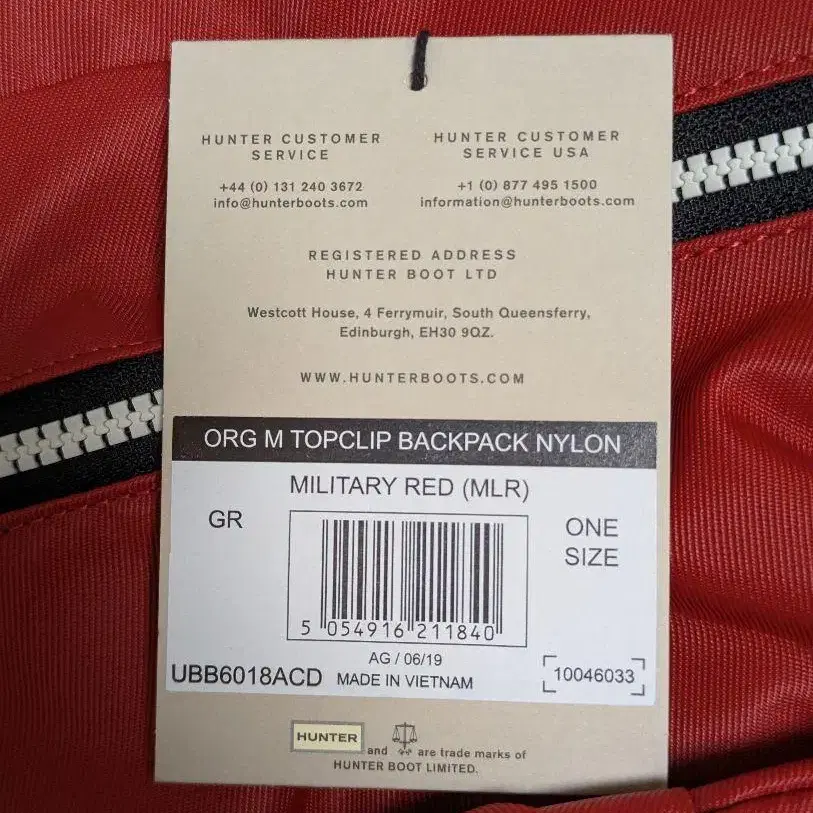 HUNTER CUSTOMER
SERVICE
+44 (0) 131 240 3672
info@hunterboots.com
HUNTER CUSTOMER
SERVICE USA
+1 (0) 877 495 1500
information@hunterboots.com
REGISTERED ADDRESS
HUNTER BOOT LTD
Westcott House, 4 Ferrymuir, South Queensferry,
Edinburgh, EH30 9QZ.
WWW.HUNTERBOOTS.COM
ORG M TOPCLIP BACKPACK NYLON
MILITARY RED (MLR)
GR
ONE
SIZE
5 054916 211840
AG / 06/19
UBB6018ACD
MADE IN VIETNAM
10046033
HUNTER and are trade marks of
HUNTER BOOT LIMITED.